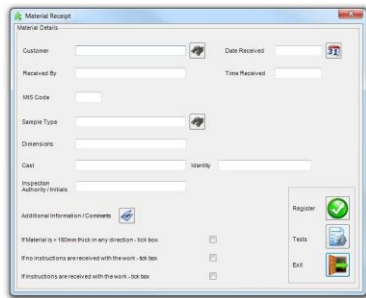 Material Receipt
Material Details
Customer
Date Received
31
Received By
Time Received
MIS Code
Sample Type
Dimensions
Cast
Identity
Inspection
Authority / Initials
Additional Information / Comments
Register
If Material is > 160mm thick in any direction - tick box
Tests
If no instructions are received with the work - tick box
Exit
If instructions are received with the work - tick box